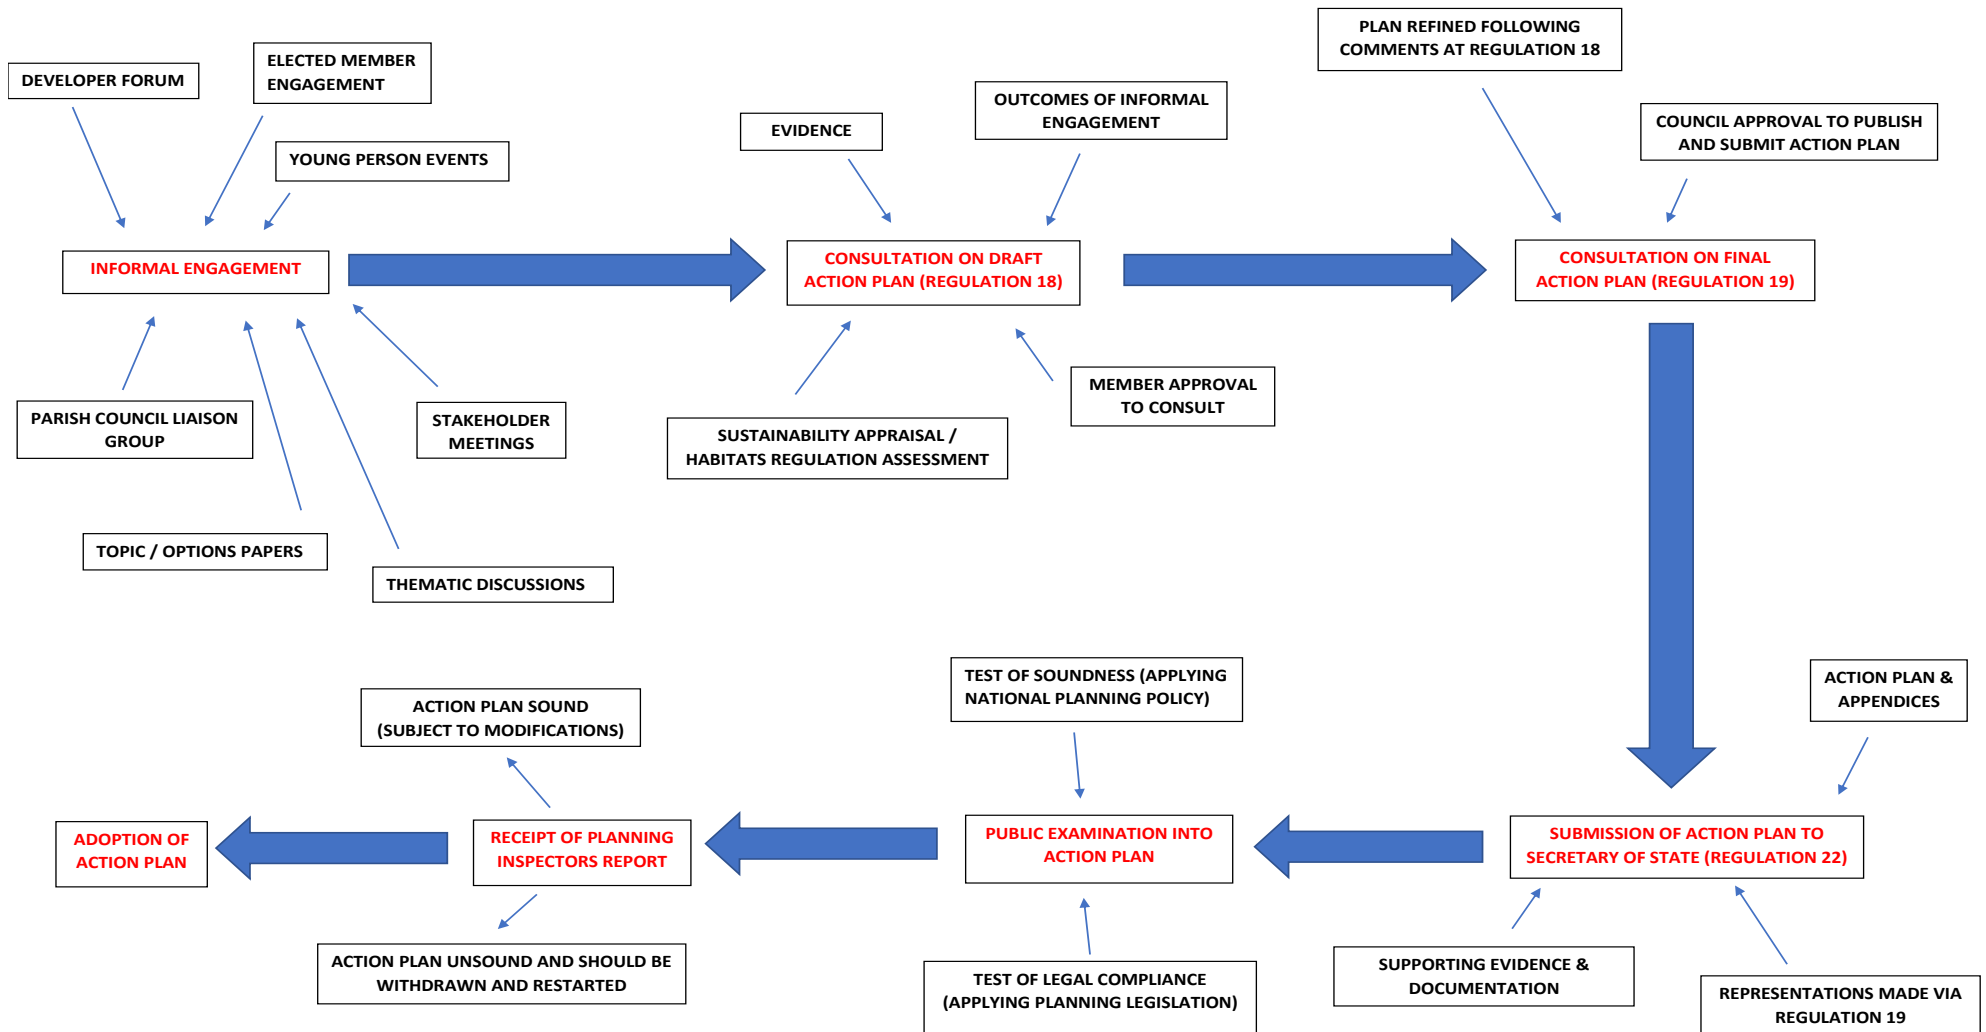 DEVELOPER FORUM
ELECTED MEMBER
ENGAGEMENT
YOUNG PERSON EVENTS
INFORMAL ENGAGEMENT
PARISH COUNCIL LIAISON
GROUP
STAKEHOLDER
MEETINGS
TOPIC / OPTIONS PAPERS
THEMATIC DISCUSSIONS
EVIDENCE
OUTCOMES OF INFORMAL
ENGAGEMENT
CONSULTATION ON DRAFT
ACTION PLAN (REGULATION 18)
SUSTAINABILITY APPRAISAL /
HABITATS REGULATION ASSESSMENT
MEMBER APPROVAL
TO CONSULT
PLAN REFINED FOLLOWING
COMMENTS AT REGULATION 18
COUNCIL APPROVAL TO PUBLISH
AND SUBMIT ACTION PLAN
CONSULTATION ON FINAL
ACTION PLAN (REGULATION 19)
ACTION PLAN &
APPENDICES
SUBMISSION OF ACTION PLAN TO
SECRETARY OF STATE (REGULATION 22)
SUPPORTING EVIDENCE &
DOCUMENTATION
REPRESENTATIONS MADE VIA
REGULATION 19
TEST OF SOUNDNESS (APPLYING
NATIONAL PLANNING POLICY)
PUBLIC EXAMINATION INTO
ACTION PLAN
TEST OF LEGAL COMPLIANCE
(APPLYING PLANNING LEGISLATION)
ACTION PLAN SOUND
(SUBJECT TO MODIFICATIONS)
RECEIPT OF PLANNING
INSPECTORS REPORT
ACTION PLAN UNSOUND AND SHOULD BE
WITHDRAWN AND RESTARTED
ADOPTION OF
ACTION PLAN